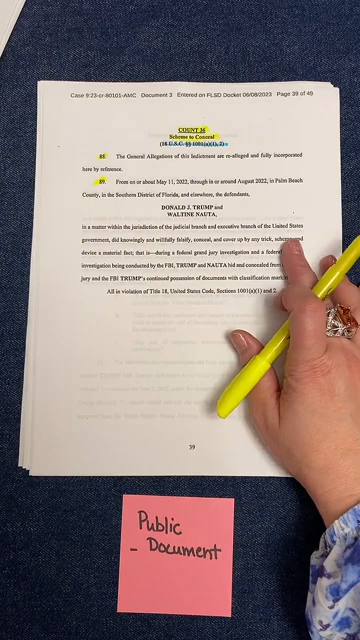 Case 9:23-cr-80101-AMC Document 3 Entered on FLSD Docket 06/08/2023 Page 39 of 49
COUNT 36
Scheme to Conceal
(18 U.S.C. §§ 1001(a)(1), 2)
88. The General Allegations of this Indictment are re-alleged and fully incorporated
here by reference.
89. From on or about May 11, 2022, through in or around August 2022, in Palm Beach
County, in the Southern District of Florida, and elsewhere, the defendants,
DONALD J. TRUMP and
WALTINE NAUTA,
in a matter within the jurisdiction of the judicial branch and executive branch of the United States
government, did knowingly and willfully falsify, conceal, and cover up by any trick, scheme, and
device a material fact; that is—during a federal grand jury investigation and a federal
investigation being conducted by the FBI, TRUMP and NAUTA hid and concealed from
jury and the FBI TRUMP's continued possession of documents with classification
All in violation of Title 18, United States Code, Sections 1001(a)(1) and 2.
39
Public
- Document